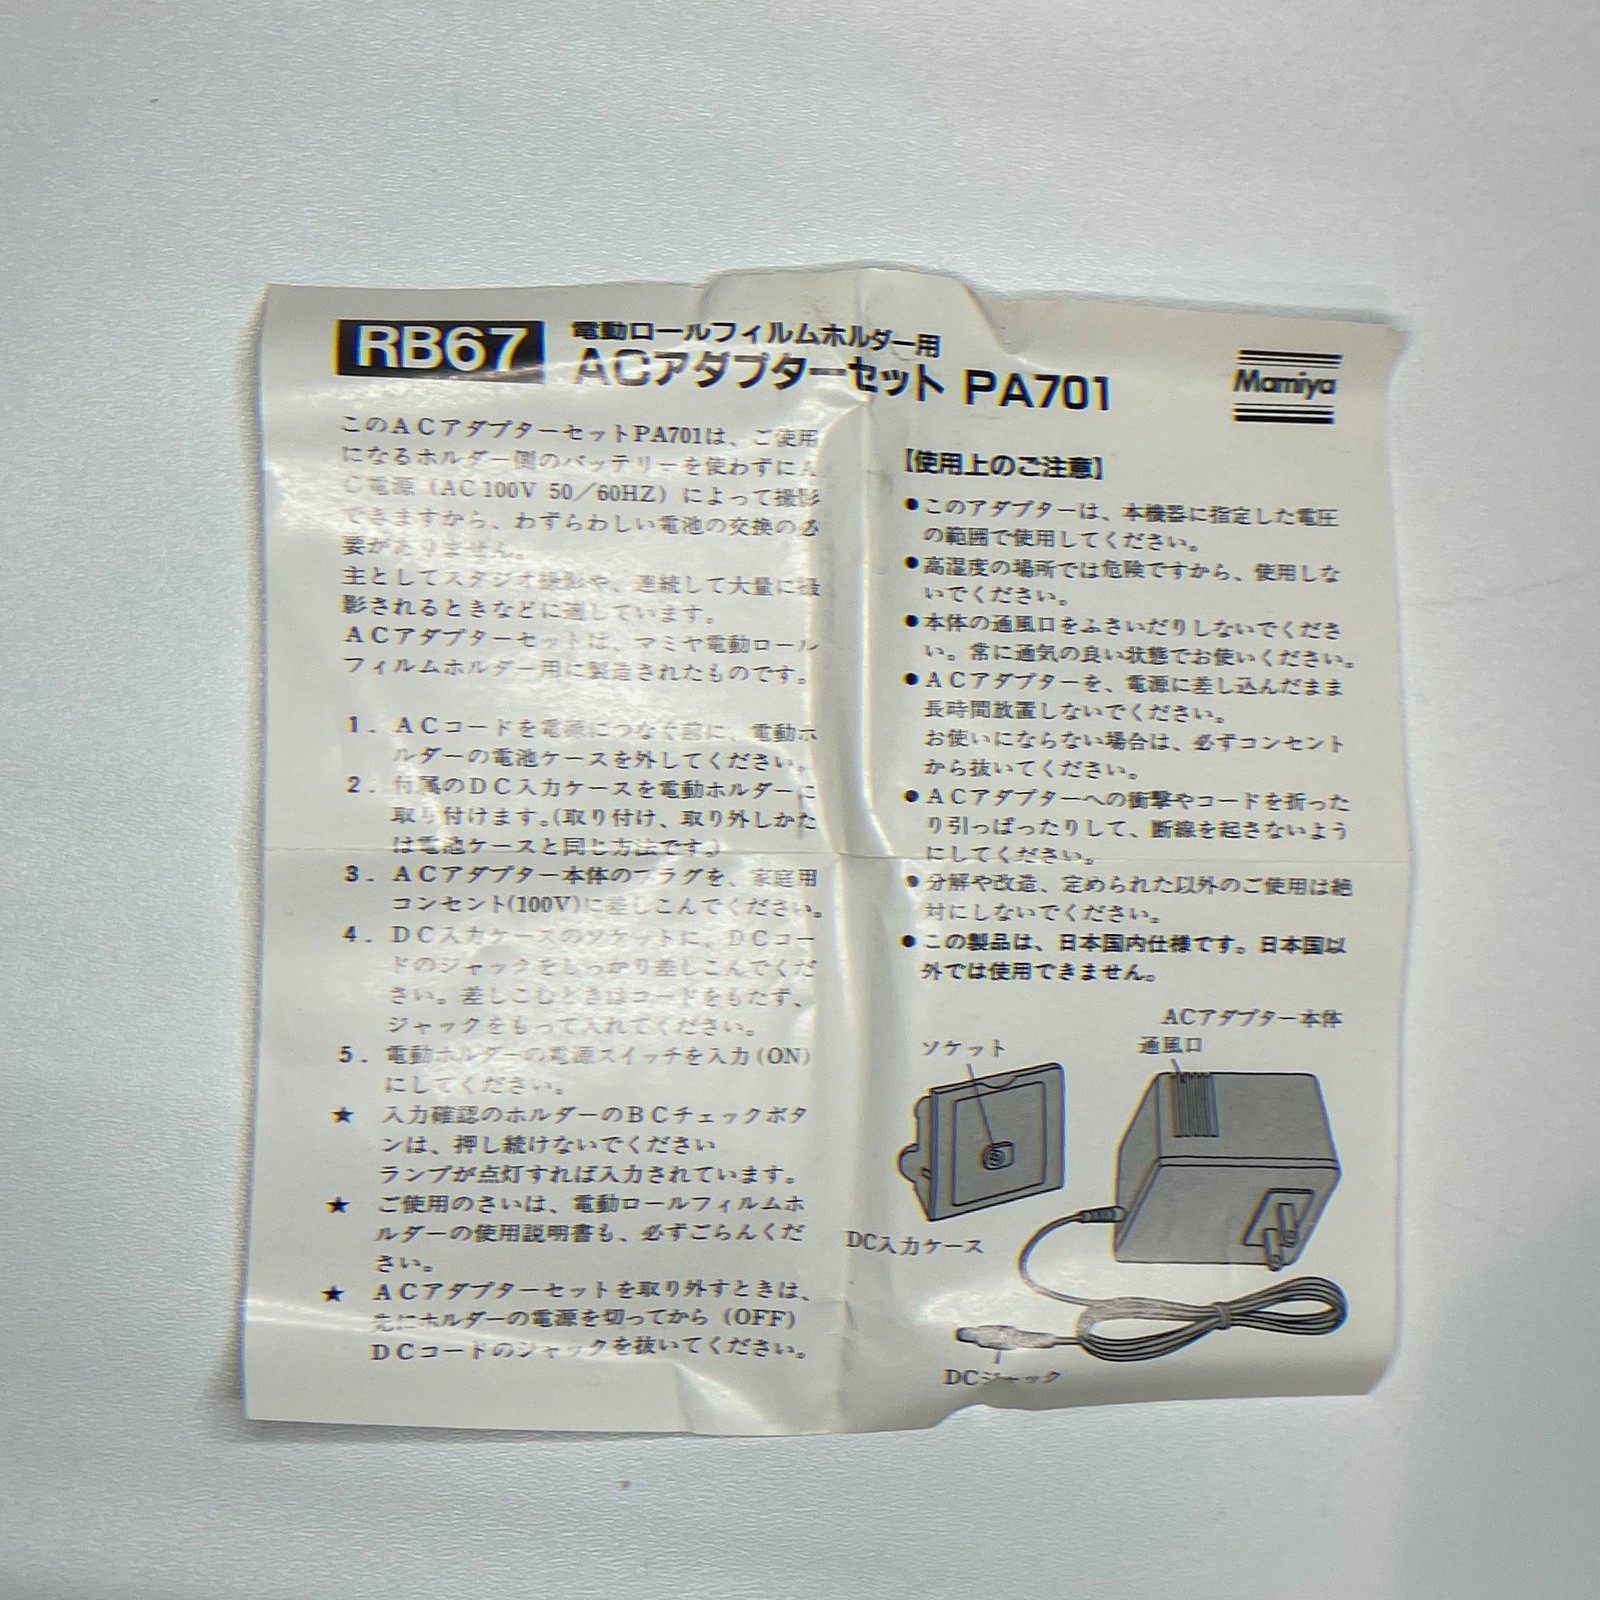 RB67
電動ロールフィルムホルダー用
ACアダプターセット PA701
Mamiya
このACアダプターセットPA701は、ご使用
になるホルダー側のバッテリーを使わずにA
C電源(AC100V 50/60HZ)によって撮影
できますから、わずらわしい電池の交換の必
要がありません。
主としてスタジオ撮影や、連続して大量に撮
影されるときなどに適しています。
ACアダプターセットは、マミヤ電動ロール
フィルムホルダー用に製造されたものです。
1. ACコードを電源につなぐ前に、電動ホ
ルダーの電池ケースを外してください。
2. 付属のDC入力ケースを電動ホルダーに
取り付けます。(取り付け、取り外しかた
は電池ケースと同じ方法です。)
3. ACアダプター本体のプラグを、家庭用
コンセント(100V)に差しこんでください。
4. DC入力ケースのソケットに、DCコー
ドのジャックをしっかり差しこんでくだ
さい。差しこむときはコードをもたず、
ジャックをもって入れてください。
5. 電動ホルダーの電源スイッチを入力(ON)
にしてください。
★ 入力確認のホルダーのBCチェックボタ
ンは、押し続けないでください
ランプが点灯すれば入力されています。
★ ご使用のさいは、電動ロールフィルムホ
ルダーの使用説明書も、必ずごらんくだ
さい。
★ ACアダプターセットを取り外すときは、
先にホルダーの電源を切ってから(OFF)
DCコードのジャックを抜いてください。
【使用上のご注意】
●このアダプターは、本機器に指定した電圧
の範囲で使用してください。
●高湿度の場所では危険ですから、使用しな
いでください。
●本体の通風口をふさいだりしないでくださ
い。常に通気の良い状態でお使いください。
●ACアダプターを、電源に差し込んだまま
長時間放置しないでください。
お使いにならない場合は、必ずコンセント
から抜いてください。
●ACアダプターへの衝撃やコードを折った
り引っぱったりして、断線を起さないよう
にしてください。
●分解や改造、定められた以外のご使用は絶
対にしないでください。
●この製品は、日本国内仕様です。日本国以
外では使用できません。
ACアダプター本体
ソケット
通風口
DC入力ケース
DCジャック